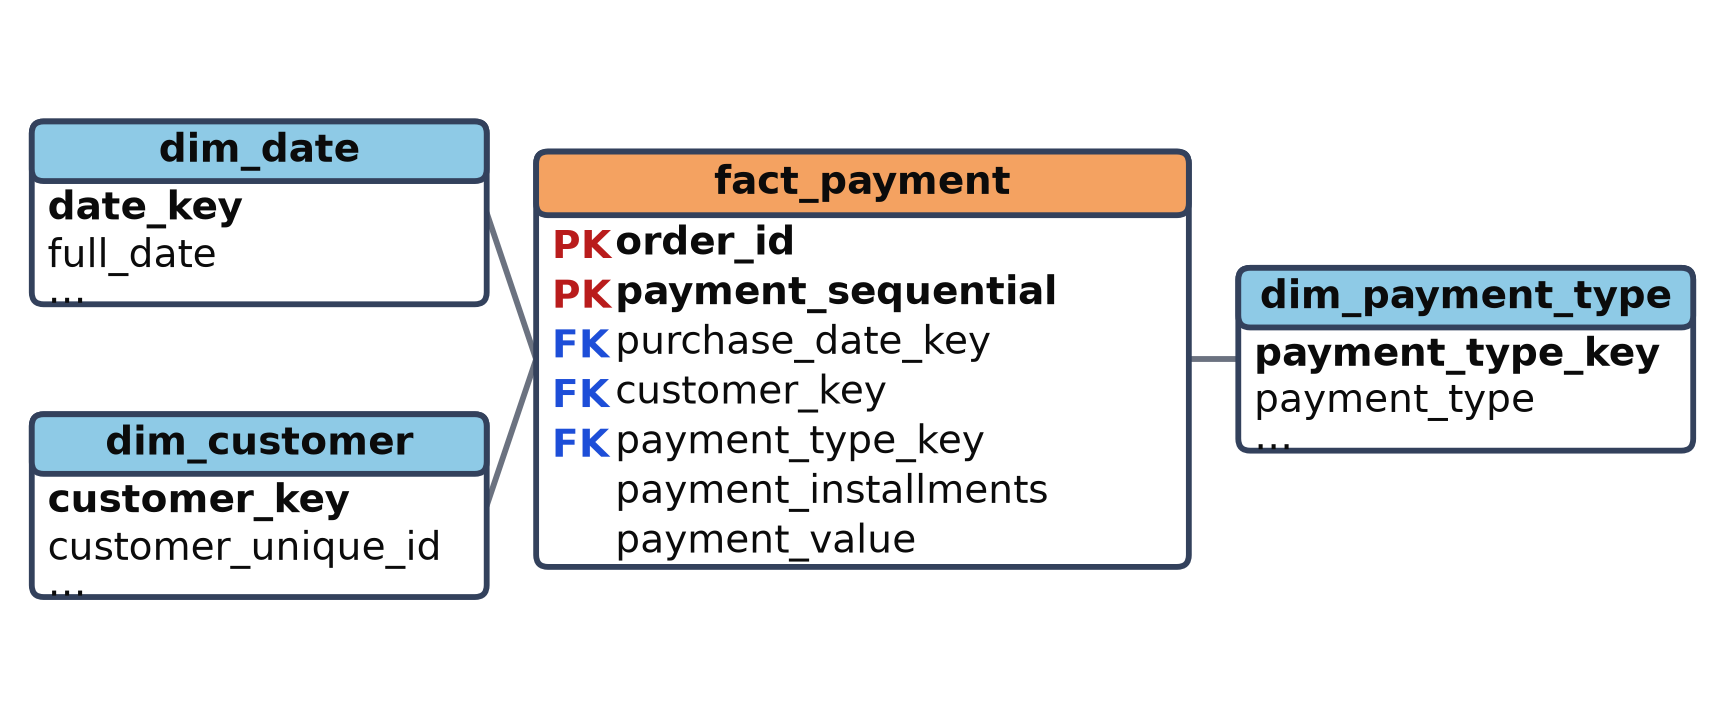 dim_date
date_key
full_date
...
dim_customer
customer_key
customer_unique_id
...
fact_payment
PK order_id
PK payment_sequential
FK purchase_date_key
FK customer_key
FK payment_type_key
payment_installments
payment_value
dim_payment_type
payment_type_key
payment_type
...